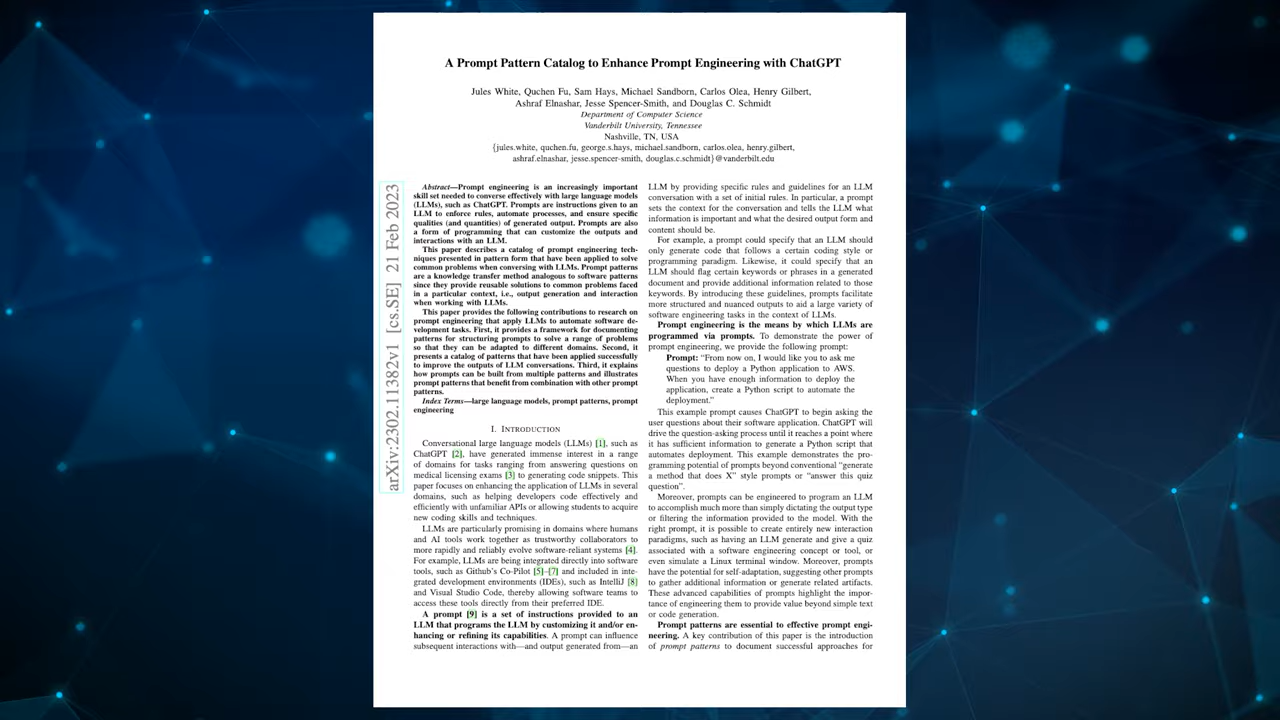 A Prompt Pattern Catalog to Enhance Prompt Engineering with ChatGPT
Jules White, Quchen Fu, Sam Hays, Michael Sandborn, Carlos Olea, Henry Gilbert,
Ashraf Elnashar, Jesse Spencer-Smith, and Douglas C. Schmidt
Department of Computer Science
Vanderbilt University, Tennessee
Nashville, TN, USA
{jules.white, quchen.fu, george.s.hays, michael.sandborn, carlos.olea, henry.gilbert,
ashraf.elnashar, jesse.spencer-smith, douglas.c.schmidt}@vanderbilt.edu
arXiv:2302.11382v1 [cs.SE] 21 Feb 2023
Abstract—Prompt engineering is an increasingly important
skill set needed to converse effectively with large language models
(LLMs), such as ChatGPT. Prompts are instructions given to an
LLM to enforce rules, automate processes, and ensure specific
qualities (and quantities) of generated output. Prompts are also
a form of programming that can customize the outputs and
interactions with an LLM.
This paper describes a catalog of prompt engineering tech-
niques presented in pattern form that have been applied to solve
common problems when conversing with LLMs. Prompt patterns
are a knowledge transfer method analogous to software patterns
since they provide reusable solutions to common problems faced
in a particular context, i.e., output generation and interaction
when working with LLMs.
This paper provides the following contributions to research on
prompt engineering that apply LLMs to automate software de-
velopment tasks. First, it provides a framework for documenting
patterns for structuring prompts to solve a range of problems
so that they can be adapted to different domains. Second, it
presents a catalog of patterns that have been applied successfully
to improve the outputs of LLM conversations. Third, it explains
how prompts can be built from multiple patterns and illustrates
prompt patterns that benefit from combination with other prompt
patterns.
Index Terms—large language models, prompt patterns, prompt
engineering
I. INTRODUCTION
Conversational large language models (LLMs) [1], such as
ChatGPT [2], have generated immense interest in a range
of domains for tasks ranging from answering questions on
medical licensing exams [3] to generating code snippets. This
paper focuses on enhancing the application of LLMs in several
domains, such as helping developers code effectively and
efficiently with unfamiliar APIs or allowing students to acquire
new coding skills and techniques.
LLMs are particularly promising in domains where humans
and AI tools work together as trustworthy collaborators to
more rapidly and reliably evolve software-reliant systems [4].
For example, LLMs are being integrated directly into software
tools, such as Github's Co-Pilot [5]–[7] and included in inte-
grated development environments (IDEs), such as IntelliJ [8]
and Visual Studio Code, thereby allowing software teams to
access these tools directly from their preferred IDE.
A prompt [9] is a set of instructions provided to an
LLM that programs the LLM by customizing it and/or en-
hancing or refining its capabilities. A prompt can influence
subsequent interactions with—and output generated from—an
LLM by providing specific rules and guidelines for an LLM
conversation with a set of initial rules. In particular, a prompt
sets the context for the conversation and tells the LLM what
information is important and what the desired output form and
content should be.
For example, a prompt could specify that an LLM should
only generate code that follows a certain coding style or
programming paradigm. Likewise, it could specify that an
LLM should flag certain keywords or phrases in a generated
document and provide additional information related to those
keywords. By introducing these guidelines, prompts facilitate
more structured and nuanced outputs to aid a large variety of
software engineering tasks in the context of LLMs.
Prompt engineering is the means by which LLMs are
programmed via prompts. To demonstrate the power of
prompt engineering, we provide the following prompt:
Prompt: “From now on, I would like you to ask me
questions to deploy a Python application to AWS.
When you have enough information to deploy the
application, create a Python script to automate the
deployment.”
This example prompt causes ChatGPT to begin asking the
user questions about their software application. ChatGPT will
drive the question-asking process until it reaches a point where
it has sufficient information to generate a Python script that
automates deployment. This example demonstrates the pro-
gramming potential of prompts beyond conventional “generate
a method that does X” style prompts or “answer this quiz
question”.
Moreover, prompts can be engineered to program an LLM
to accomplish much more than simply dictating the output type
or filtering the information provided to the model. With the
right prompt, it is possible to create entirely new interaction
paradigms, such as having an LLM generate and give a quiz
associated with a software engineering concept or tool, or
even simulate a Linux terminal window. Moreover, prompts
have the potential for self-adaptation, suggesting other prompts
to gather additional information or generate related artifacts.
These advanced capabilities of prompts highlight the impor-
tance of engineering them to provide value beyond simple text
or code generation.
Prompt patterns are essential to effective prompt engi-
neering. A key contribution of this paper is the introduction
of prompt patterns to document successful approaches for